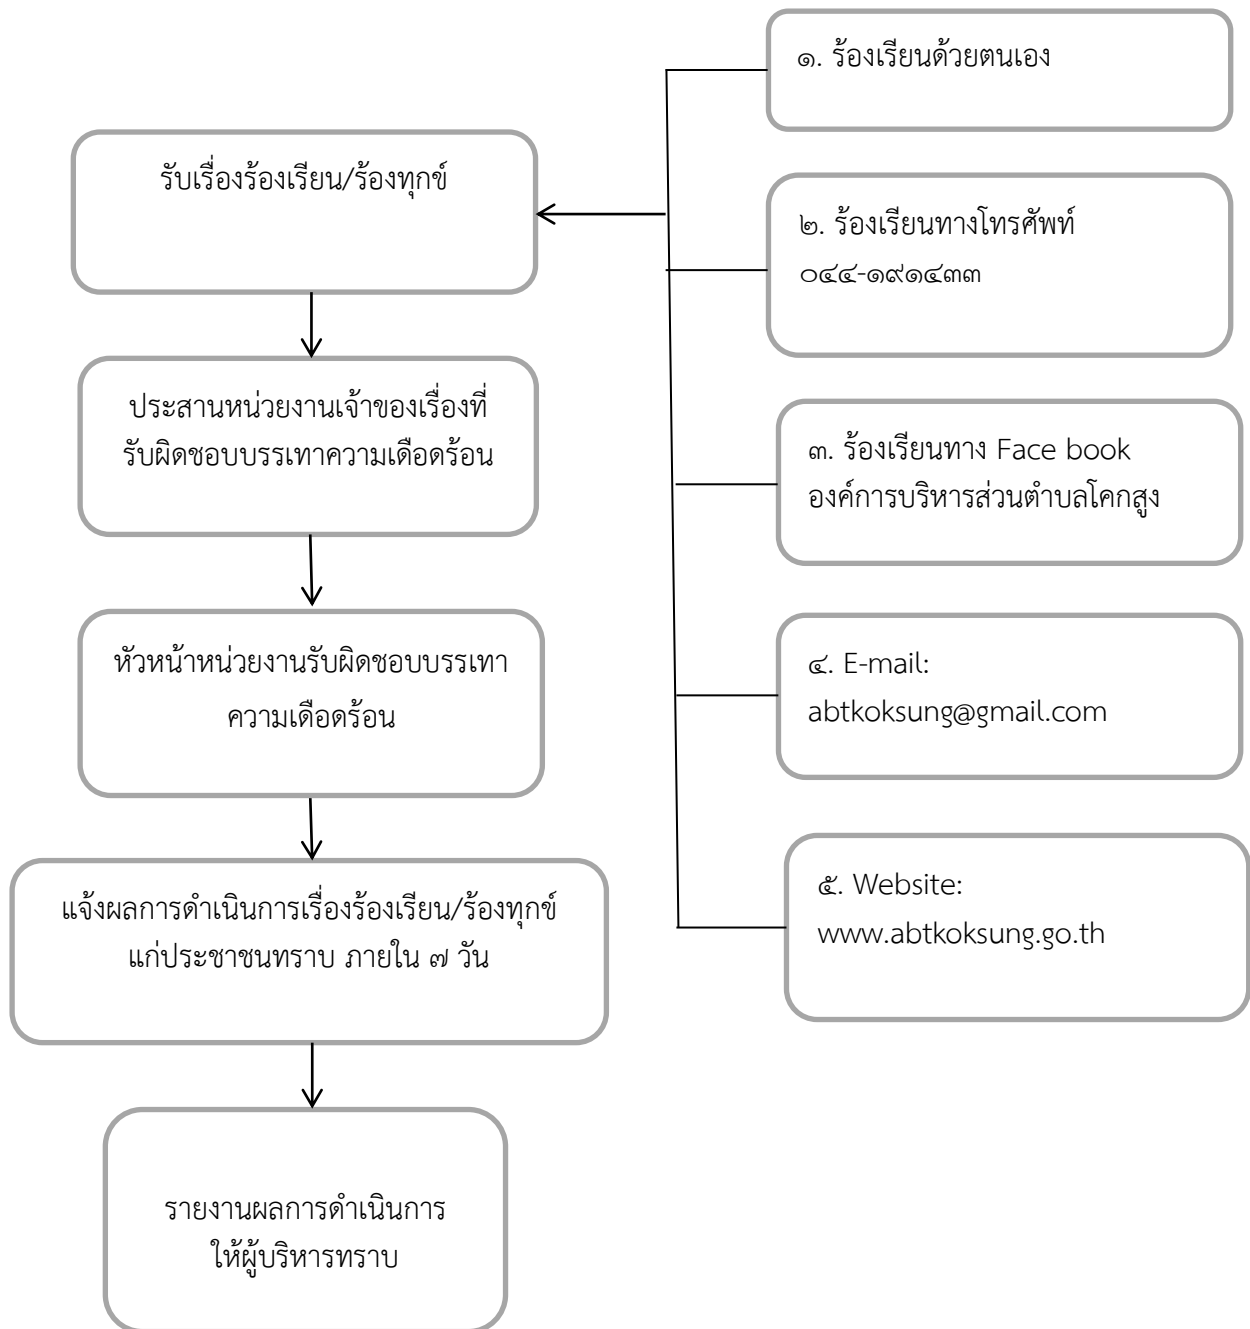 ๑. ร้องเรียนด้วยตนเอง
รับเรื่องร้องเรียน/ร้องทุกข์
๒. ร้องเรียนทางโทรศัพท์
๐๔๔-๑๙๑๔๓๓
ประสานหน่วยงานเจ้าของเรื่องที่
รับผิดชอบบรรเทาความเดือดร้อน
๓. ร้องเรียนทาง Face book
องค์การบริหารส่วนตำบลโคกสูง
หัวหน้าหน่วยงานรับผิดชอบบรรเทา
ความเดือดร้อน
๔. E-mail:
abtkoksung@gmail.com
แจ้งผลการดำเนินการเรื่องร้องเรียน/ร้องทุกข์
แก่ประชาชนทราบ ภายใน ๗ วัน
๕. Website:
www.abtkoksung.go.th
รายงานผลการดำเนินการ
ให้ผู้บริหารทราบ